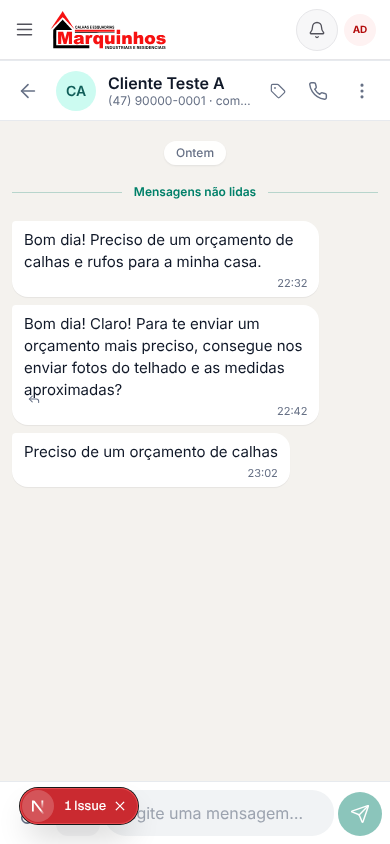 CALHAS E ESQUADRIAS
Marquinhos
INDUSTRIAIS E RESIDENCIAIS
AD
CA
Cliente Teste A
(47) 90000-0001 · com...
Ontem
Mensagens não lidas
Bom dia! Preciso de um orçamento de
calhas e rufos para a minha casa.
22:32
Bom dia! Claro! Para te enviar um
orçamento mais preciso, consegue nos
enviar fotos do telhado e as medidas
aproximadas?
22:42
Preciso de um orçamento de calhas
23:02
N
1 Issue
gite uma mensagem...